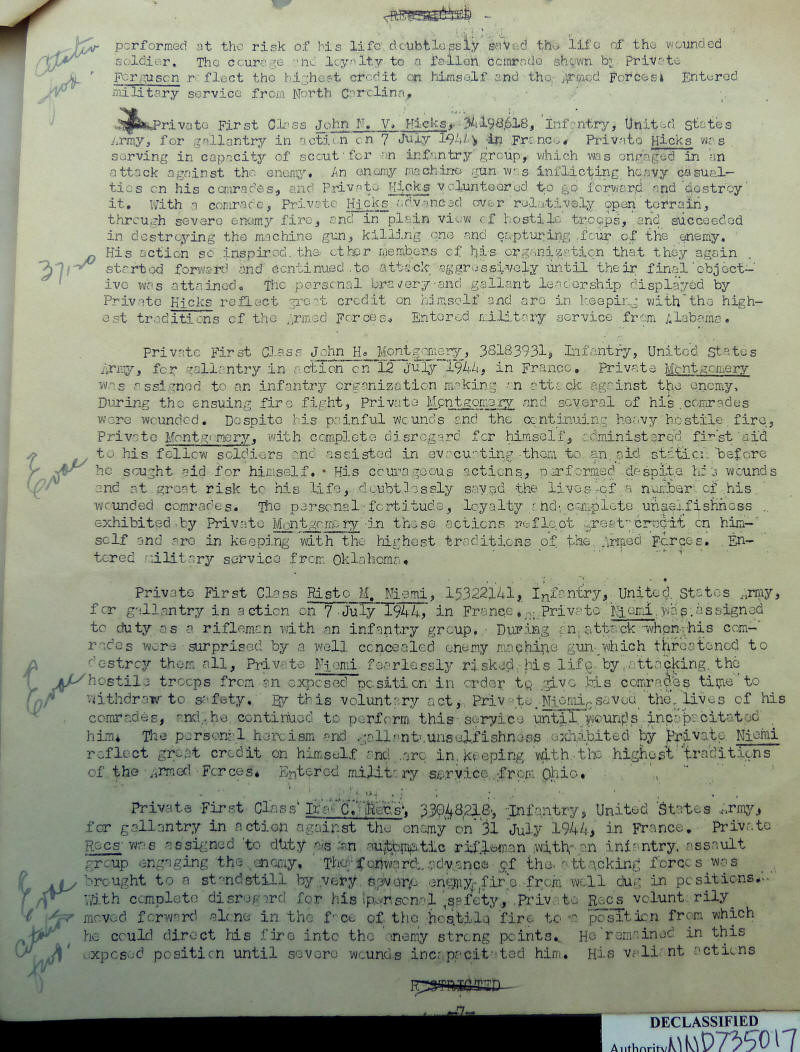 RESTRICTED
performed at the risk of his life doubtlessly saved the life of the wounded
soldier. The courage and loyalty to a fallen comrade shown by Private
Ferguson reflect the highest credit on himself and the Armed Forces. Entered
military service from North Carolina.
Private First Class John N. V. Hicks, 34198618, Infantry, United States
Army, for gallantry in action on 7 July 1944, in France. Private Hicks was
serving in capacity of scout for an infantry group, which was engaged in an
attack against the enemy. An enemy machine gun was inflicting heavy casual-
ties on his comrades, and Private Hicks volunteered to go forward and destroy
it. With a comrade, Private Hicks advanced over relatively open terrain,
through severe enemy fire, and in plain view of hostile troops, and succeeded
in destroying the machine gun, killing one and capturing four of the enemy.
His action so inspired the other members of his organization that they again
started forward and continued to attack aggressively until their final object-
ive was attained. The personal bravery and gallant leadership displayed by
Private Hicks reflect great credit on himself and are in keeping with the high-
est traditions of the Armed Forces. Entered military service from Alabama.
Private First Class John H. Montgomery, 38183931, Infantry, United States
Army, for gallantry in action on 12 July 1944, in France. Private Montgomery
was assigned to an infantry organization making an attack against the enemy.
During the ensuing fire fight, Private Montgomery and several of his comrades
were wounded. Despite his painful wounds and the continuing heavy hostile fire,
Private Montgomery, with complete disregard for himself, administered first aid
to his fellow soldiers and assisted in evacuating them to an aid station before
he sought aid for himself. His courageous actions, performed despite his wounds
and at great risk to his life, doubtlessly saved the lives of a number of his
wounded comrades. The personal fortitude, loyalty and complete unselfishness
exhibited by Private Montgomery in these actions reflect great credit on him-
self and are in keeping with the highest traditions of the Armed Forces. En-
tered military service from Oklahoma.
Private First Class Risto M. Niemi, 15322141, Infantry, United States Army,
for gallantry in action on 7 July 1944, in France. Private Niemi was assigned
to duty as a rifleman with an infantry group. During an attack when his com-
rades were surprised by a well concealed enemy machine gun which threatened to
destroy them all, Private Niemi fearlessly risked his life by attacking the
hostile troops from an exposed position in order to give his comrades time to
withdraw to safety. By this voluntary act, Private Niemi saved the lives of his
comrades, and he continued to perform this service until wounds incapacitated
him. The personal heroism and gallant unselfishness exhibited by Private Niemi
reflect great credit on himself and are in keeping with the highest traditions
of the Armed Forces. Entered military service from Ohio.
Private First Class Ira C. Rees, 33048218, Infantry, United States Army,
for gallantry in action against the enemy on 31 July 1944, in France. Private
Rees was assigned to duty as an automatic rifleman with an infantry assault
group engaging the enemy. The forward advance of the attacking forces was
brought to a standstill by very severe enemy fire from well dug in positions.
With complete disregard for his personal safety, Private Rees voluntarily
moved forward alone in the face of the hostile fire to a position from which
he could direct his fire into the enemy strong points. He remained in this
exposed position until severe wounds incapacitated him. His valiant actions
RESTRICTED
-7-
DECLASSIFIED
Authority NND735017